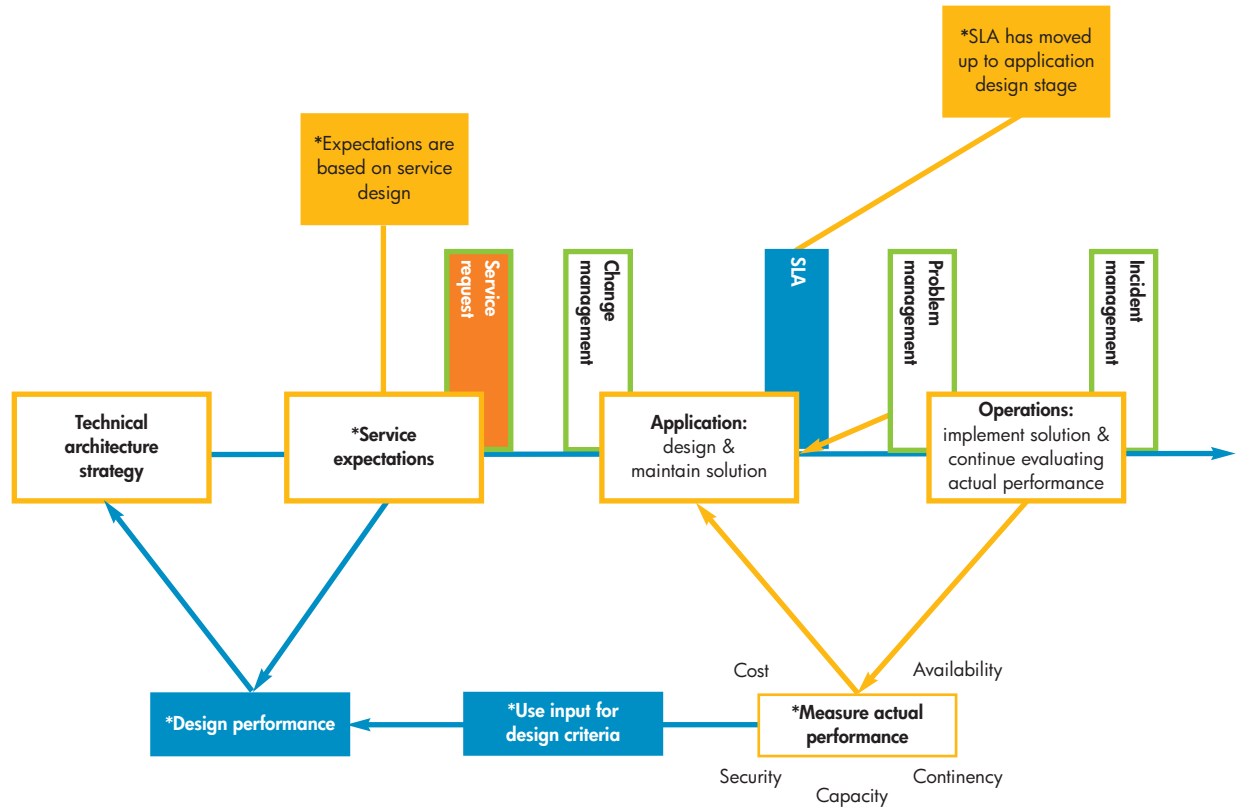 *SLA has moved
up to application
design stage
*Expectations are
based on service
design
Service
request
Change
management
SLA
Problem
management
Incident
management
Technical
architecture
strategy
*Service
expectations
Application:
design &
maintain solution
Operations:
implement solution &
continue evaluating
actual performance
Cost
Availability
*Design performance
*Use input for
design criteria
*Measure actual
performance
Security
Capacity
Continency